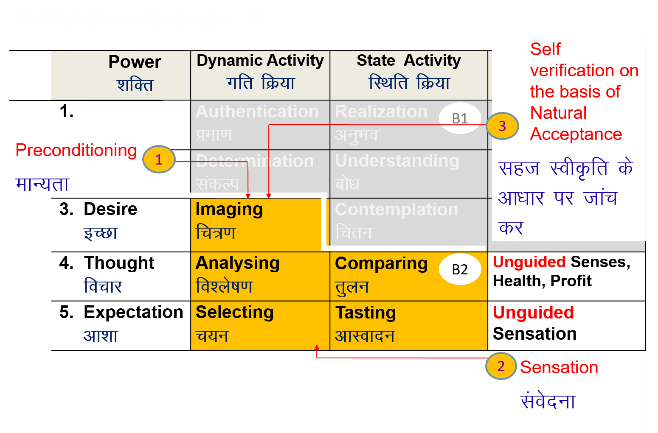 Power
शक्ति
Dynamic Activity
गति क्रिया
State Activity
स्थिति क्रिया
Self
verification on
the basis of
Natural
Acceptance
सहज स्वीकृति के
आधार पर जांच
कर
1.
Authentication
प्रमाण
Realization
अनुभव
B1
3
Preconditioning
मान्यता
1
Determination
संकल्प
Understanding
बोध
3. Desire
इच्छा
Imaging
चित्रण
Contemplation
चिंतन
4. Thought
विचार
Analysing
विश्लेषण
Comparing
तुलन
B2
Unguided Senses,
Health, Profit
5. Expectation
आशा
Selecting
चयन
Tasting
आस्वादन
Unguided
Sensation
2
Sensation
संवेदना